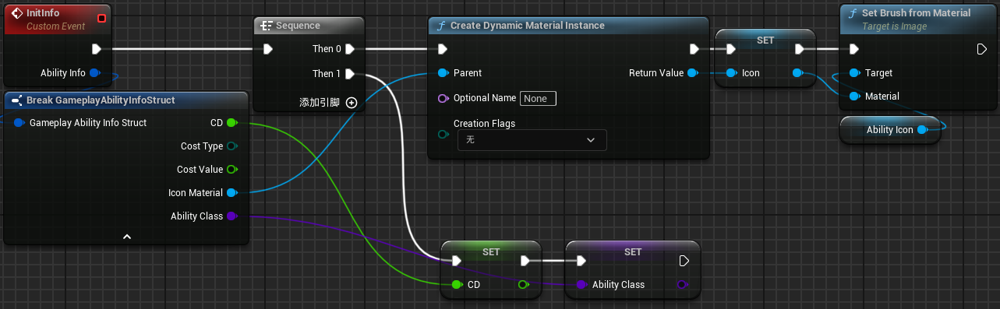 InitInfo
Custom Event
Ability Info
Break GameplayAbilityInfoStruct
Gameplay Ability Info Struct
CD
Cost Type
Cost Value
Icon Material
Ability Class
Sequence
Then 0
Then 1
添加引脚
Create Dynamic Material Instance
Parent
Return Value
Optional Name
None
Creation Flags
无
SET
Icon
Set Brush from Material
Target is Image
Target
Material
Ability Icon
SET
CD
SET
Ability Class